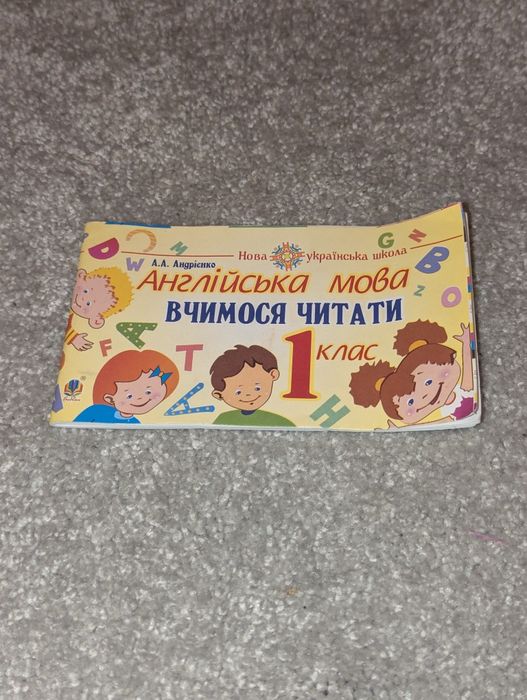 Нова українська школа
А.А. Андрієнко
Англійська мова
ВЧИМОСЯ ЧИТАТИ
1 клас
D
W
N
G
B
Z
O
F
A
T
T
A
H